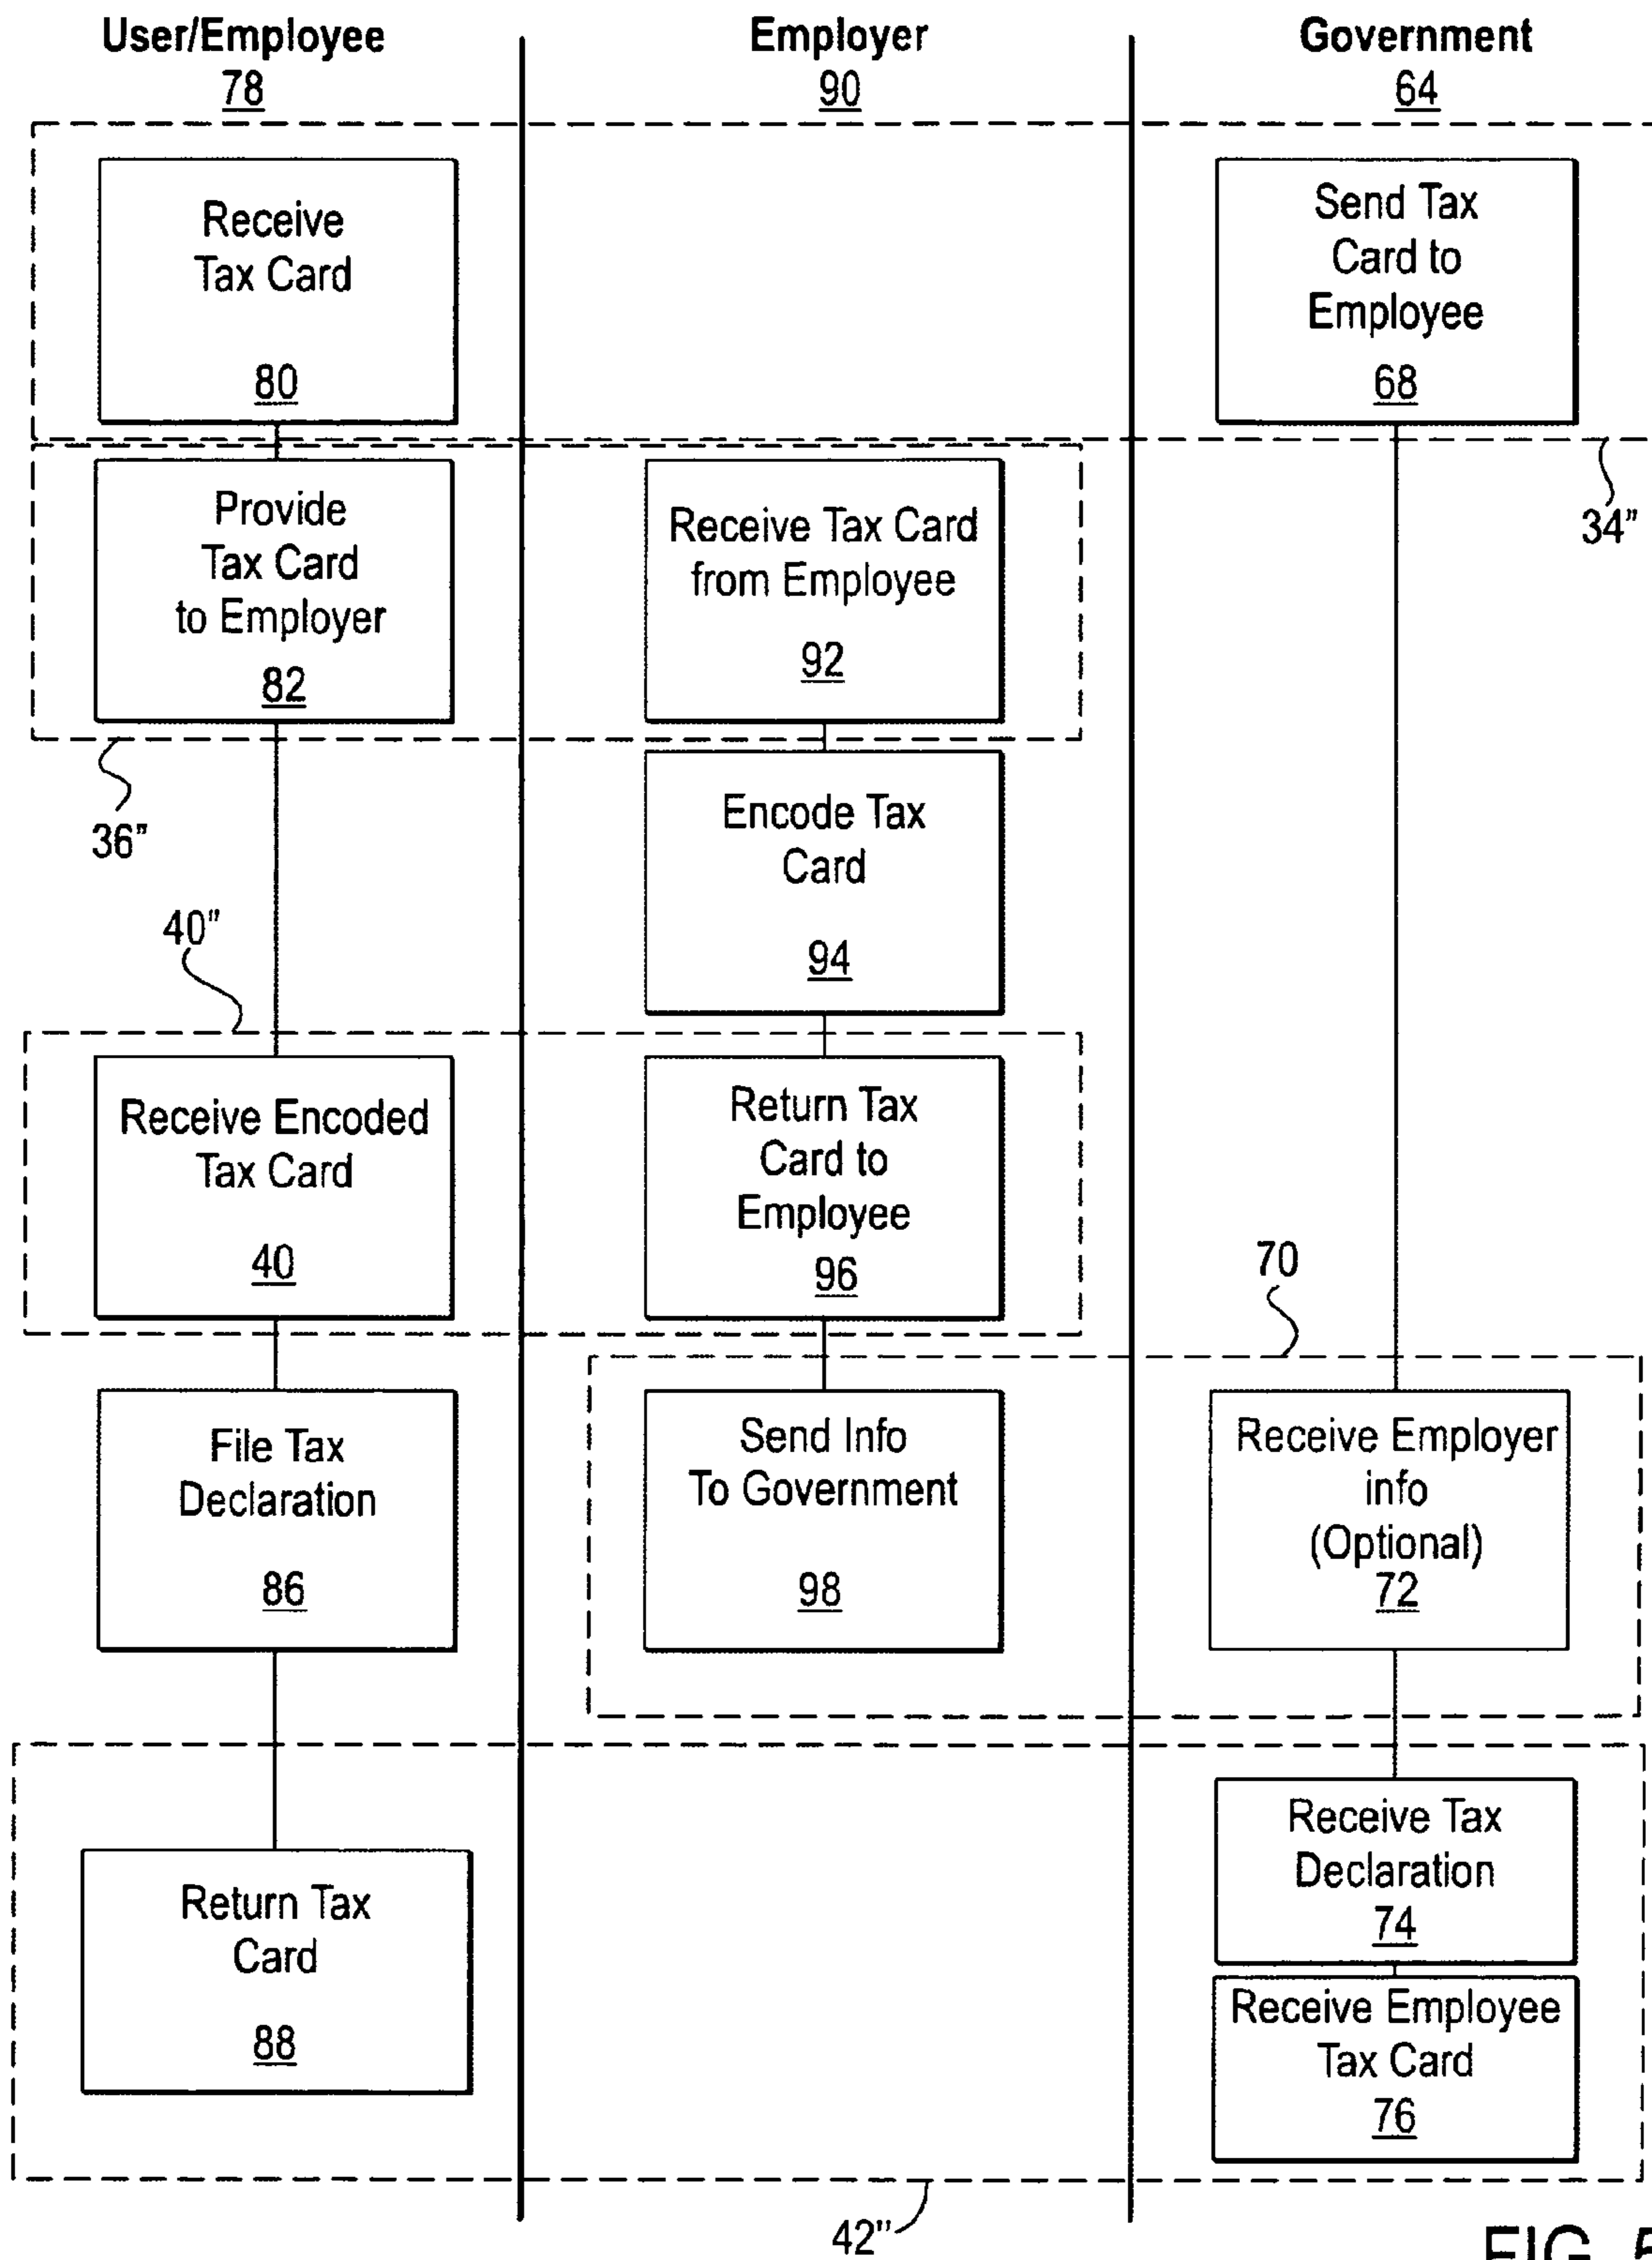 User/Employee
78
Employer
90
Government
64
Receive
Tax Card
80
Send Tax
Card to
Employee
68
34”
Provide
Tax Card
to Employer
82
Receive Tax Card
from Employee
92
36”
Encode Tax
Card
94
40”
Receive Encoded
Tax Card
40
Return Tax
Card to
Employee
96
70
File Tax
Declaration
86
Send Info
To Government
98
Receive Employer
info
(Optional)
72
Return Tax
Card
88
Receive Tax
Declaration
74
Receive Employee
Tax Card
76
42”
FIG. 5